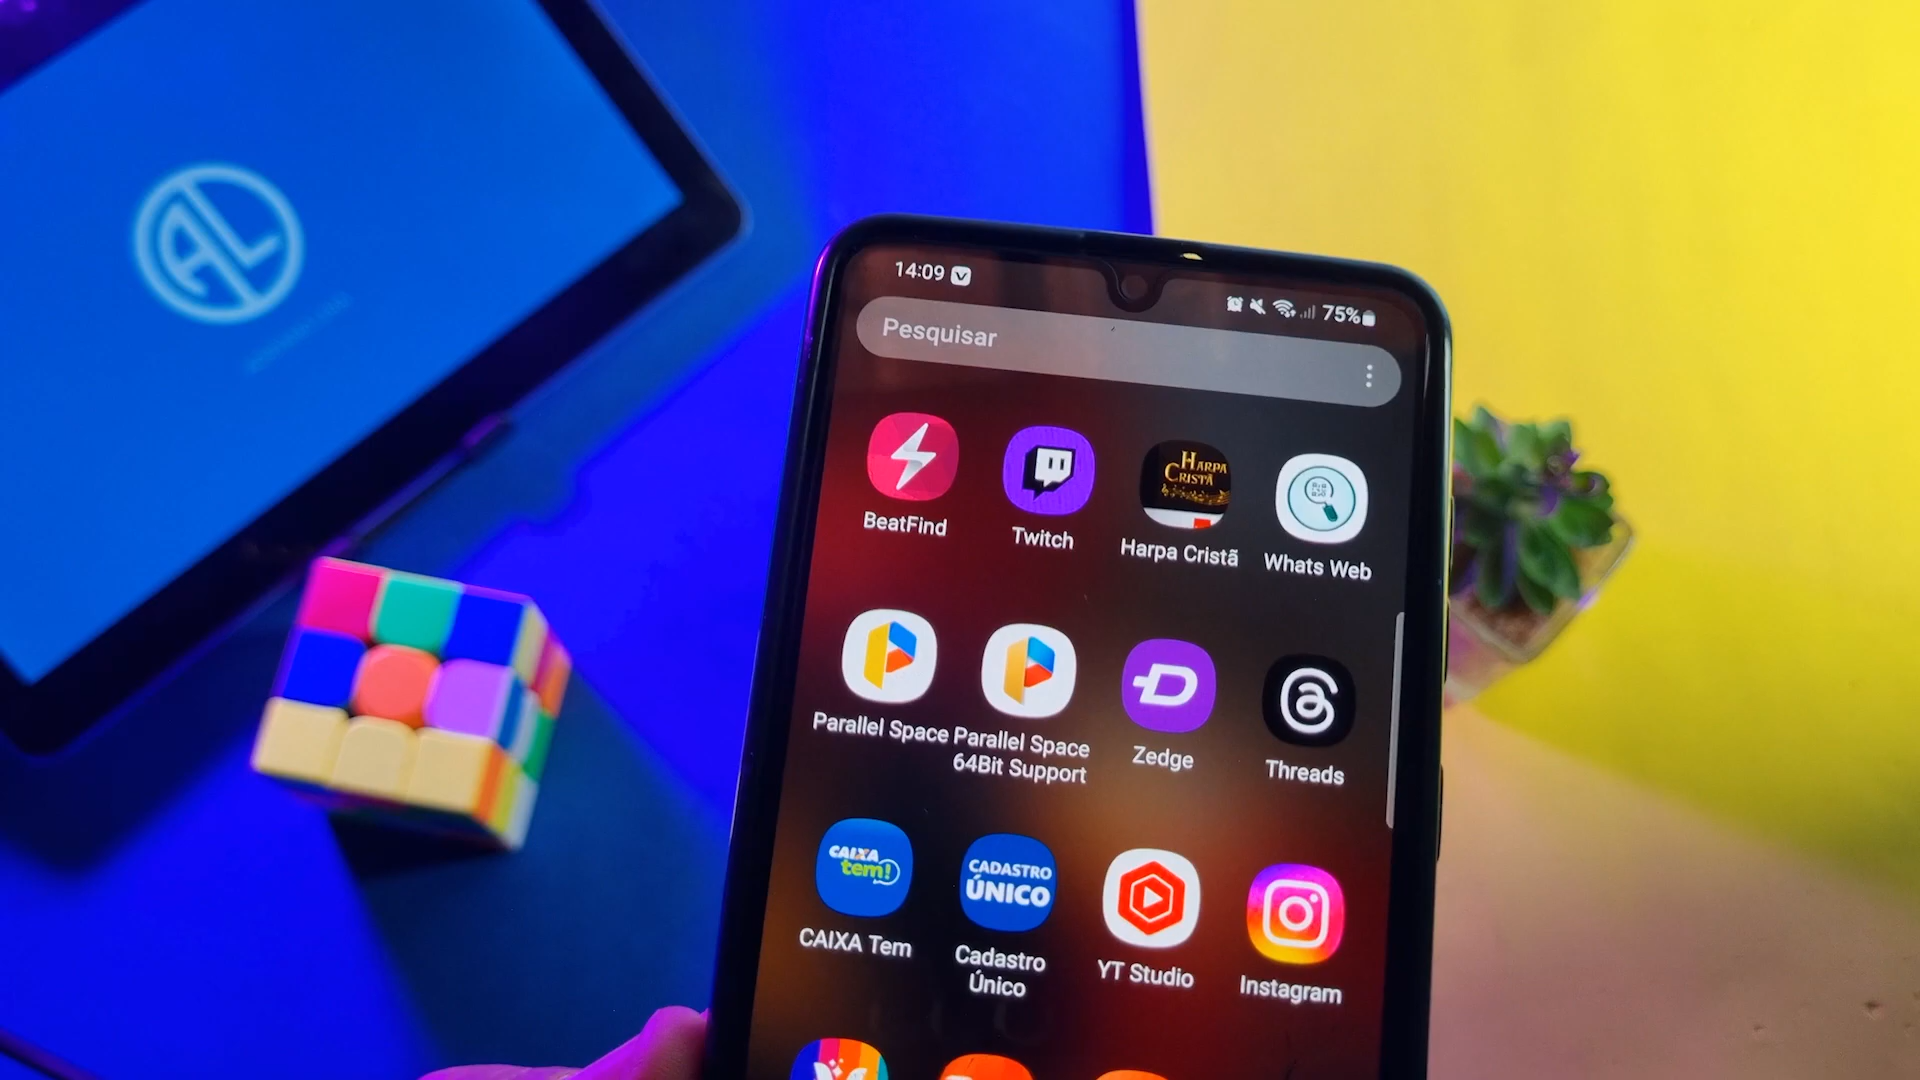 AL
14:09
75%
Pesquisar
HARPA
CRISTÃ
BeatFind
Twitch
Harpa Cristã
Whats Web
Parallel Space
Parallel Space
64Bit Support
Zedge
Threads
CAIXA
tem!
CADASTRO
ÚNICO
CAIXA Tem
Cadastro
Único
YT Studio
Instagram